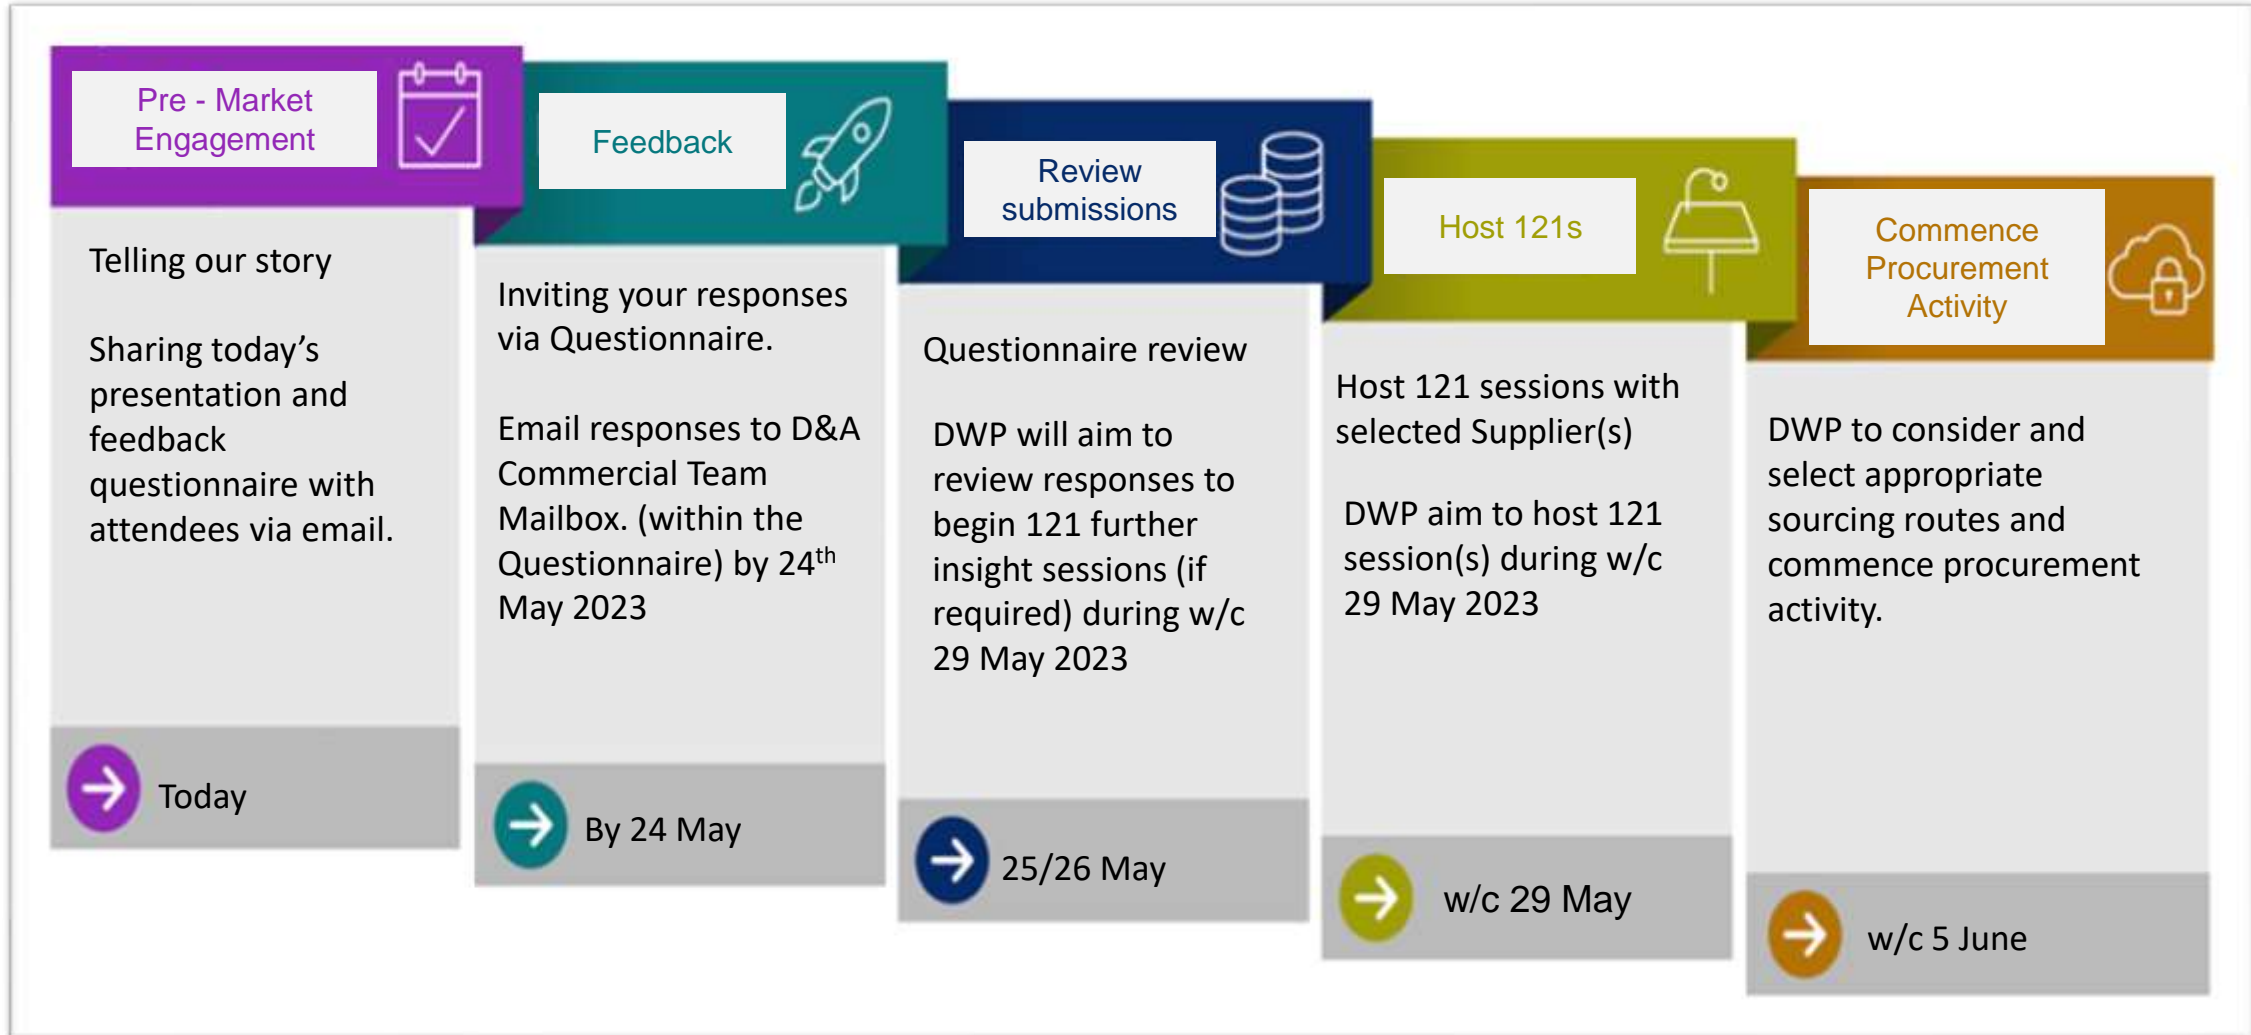 Pre - Market
Engagement
Telling our story
Sharing today’s
presentation and
feedback
questionnaire with
attendees via email.
Today
Feedback
Inviting your responses
via Questionnaire.
Email responses to D&A
Commercial Team
Mailbox. (within the
Questionnaire) by 24th
May 2023
By 24 May
Review
submissions
Questionnaire review
DWP will aim to
review responses to
begin 121 further
insight sessions (if
required) during w/c
29 May 2023
25/26 May
Host 121s
Host 121 sessions with
selected Supplier(s)
DWP aim to host 121
session(s) during w/c
29 May 2023
w/c 29 May
Commence
Procurement
Activity
DWP to consider and
select appropriate
sourcing routes and
commence procurement
activity.
w/c 5 June